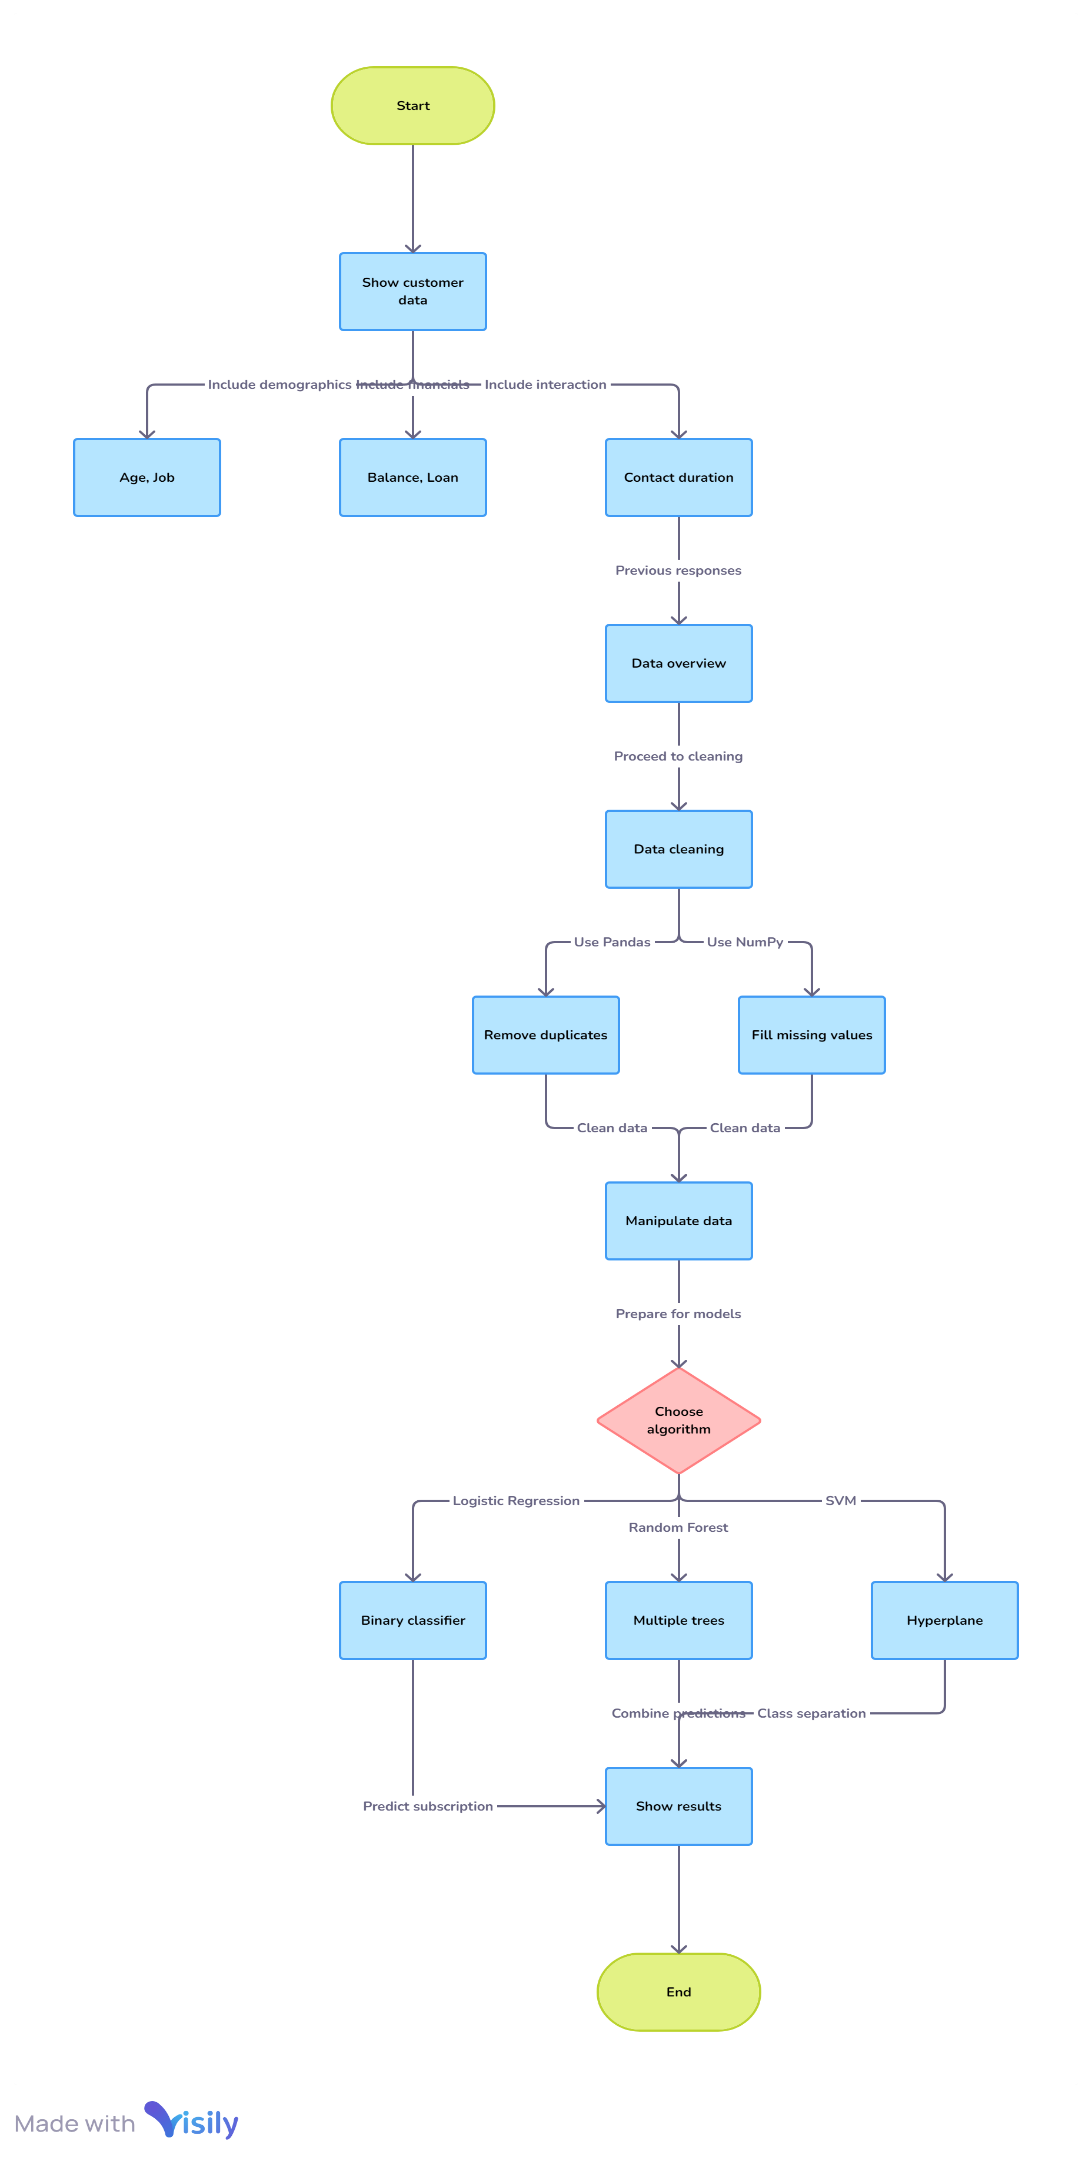 Start
Show customer
data
Include demographics
Include financials
Include interaction
Age, Job
Balance, Loan
Contact duration
Previous responses
Data overview
Proceed to cleaning
Data cleaning
Use Pandas
Use NumPy
Remove duplicates
Fill missing values
Clean data
Clean data
Manipulate data
Prepare for models
Choose
algorithm
Logistic Regression
SVM
Random Forest
Binary classifier
Multiple trees
Hyperplane
Combine predictions
Class separation
Predict subscription
Show results
End
Made with Visily